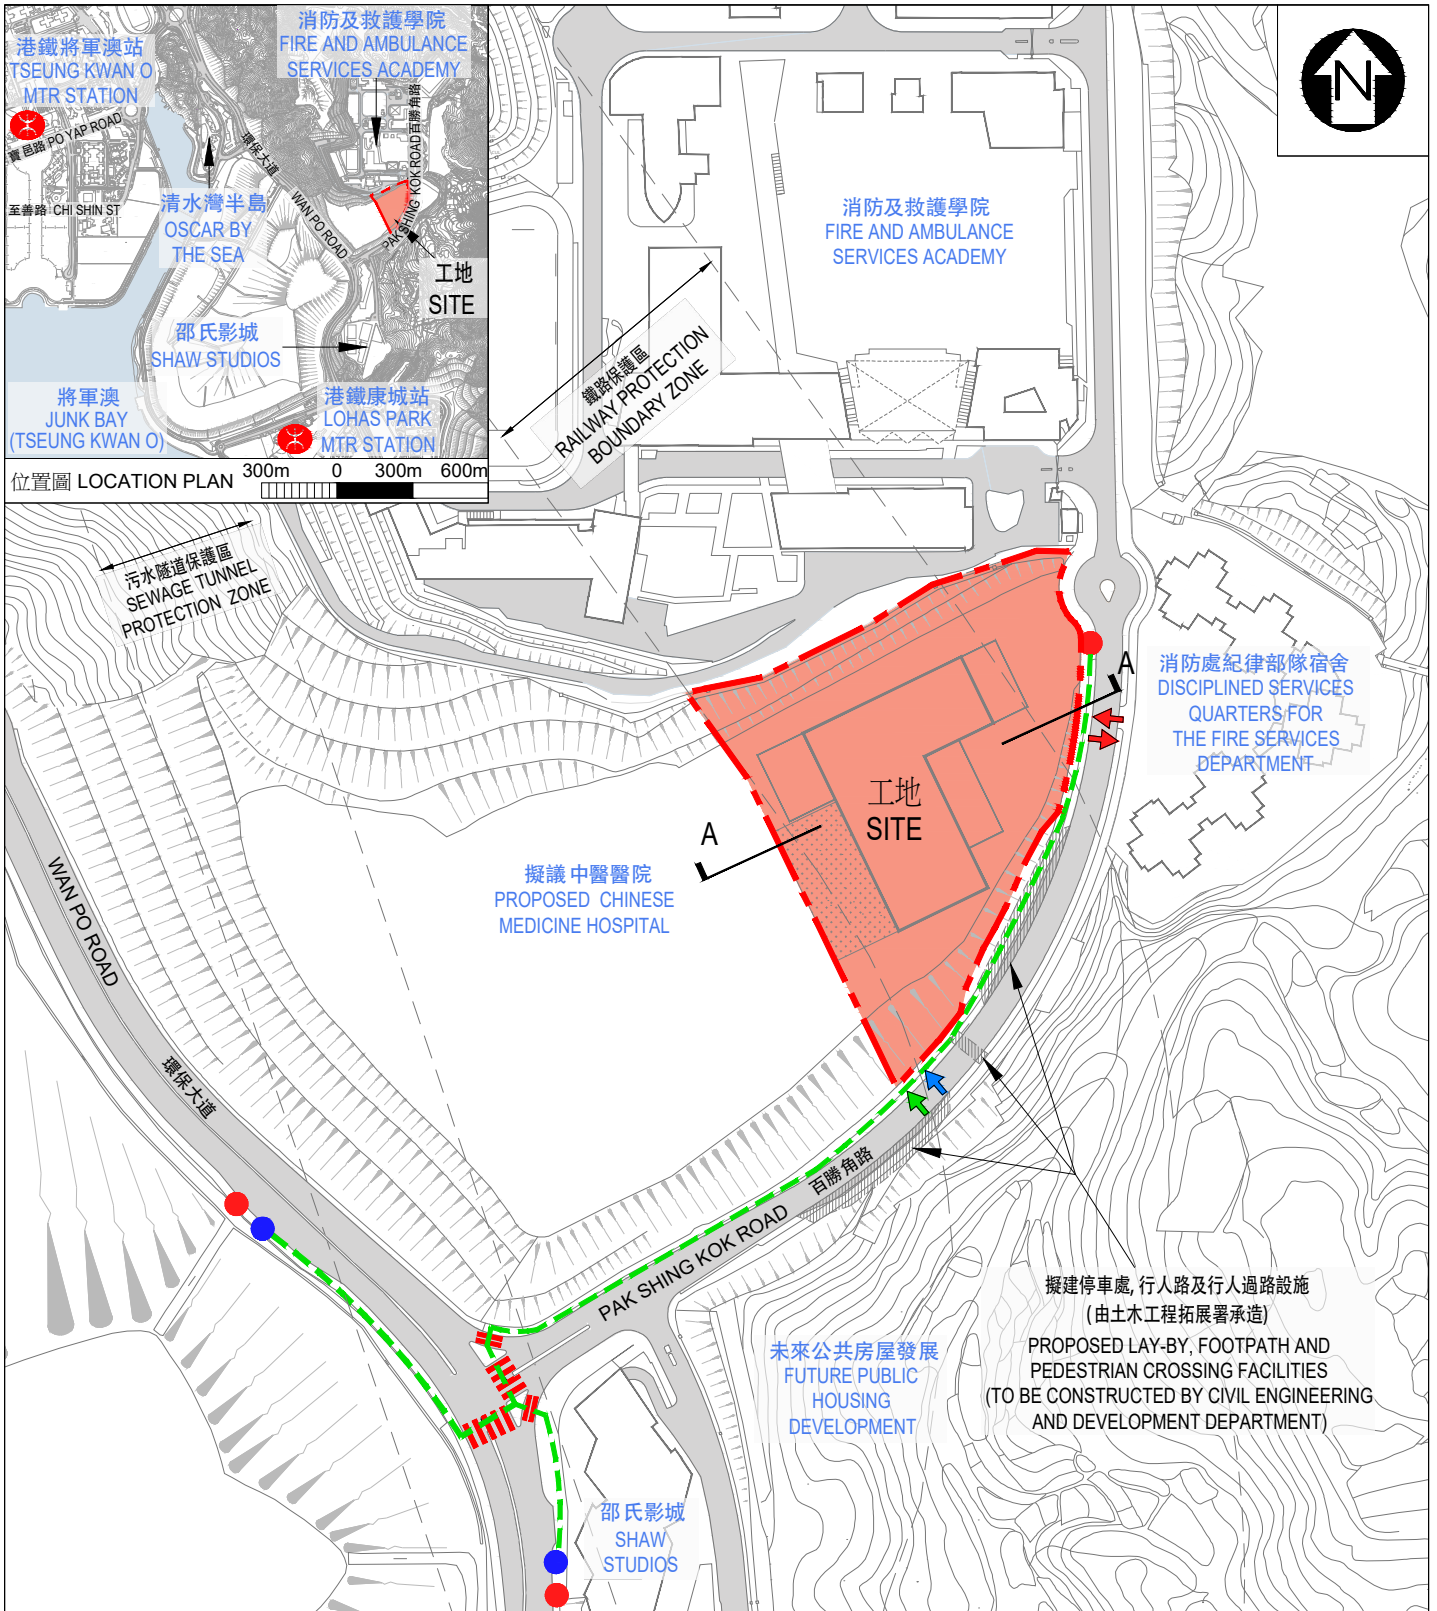 港鐵將軍澳站
TSEUNG KWAN O
MTR STATION
寶邑路 PO YAP ROAD
至善路 CHI SHIN ST
消防及救護學院
FIRE AND AMBULANCE
SERVICES ACADEMY
環保大道
WAN PO ROAD
PAK SHING KOK ROAD 百勝角路
清水灣半島
OSCAR BY
THE SEA
工地
SITE
邵氏影城
SHAW STUDIOS
將軍澳
JUNK BAY
(TSEUNG KWAN O)
港鐵康城站
LOHAS PARK
MTR STATION
位置圖 LOCATION PLAN
300m 0 300m 600m
N
消防及救護學院
FIRE AND AMBULANCE
SERVICES ACADEMY
鐵路保護區
RAILWAY PROTECTION
BOUNDARY ZONE
污水隧道保護區
SEWAGE TUNNEL
PROTECTION ZONE
消防處紀律部隊宿舍
DISCIPLINED SERVICES
QUARTERS FOR
THE FIRE SERVICES
DEPARTMENT
A
工地
SITE
A
擬議中醫醫院
PROPOSED CHINESE
MEDICINE HOSPITAL
WAN PO ROAD
環保大道
百勝角路
PAK SHING KOK ROAD
擬建停車處, 行人路及行人過路設施
(由土木工程拓展署承造)
PROPOSED LAY-BY, FOOTPATH AND
PEDESTRIAN CROSSING FACILITIES
(TO BE CONSTRUCTED BY CIVIL ENGINEERING
AND DEVELOPMENT DEPARTMENT)
未來公共房屋發展
FUTURE PUBLIC
HOUSING
DEVELOPMENT
邵氏影城
SHAW
STUDIOS